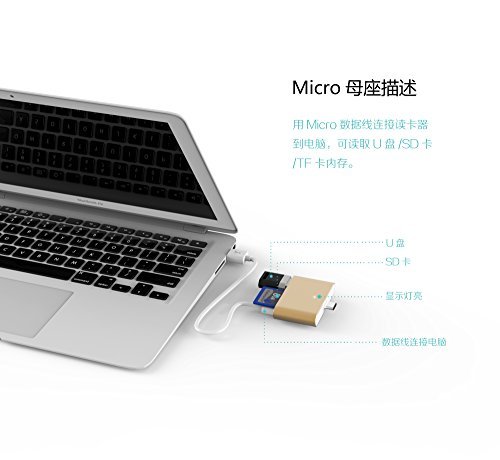 Micro 母座描述
用 Micro 数据线连接读卡器
到电脑，可读取 U 盘 /SD 卡
/TF 卡内存。
U 盘
SD 卡
显示灯亮
数据线连接电脑